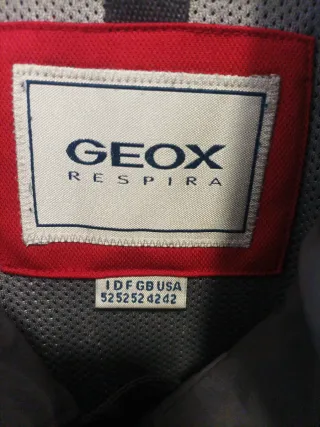 GEOX
RESPIRA
I D F GB USA
52 52 52 42 42